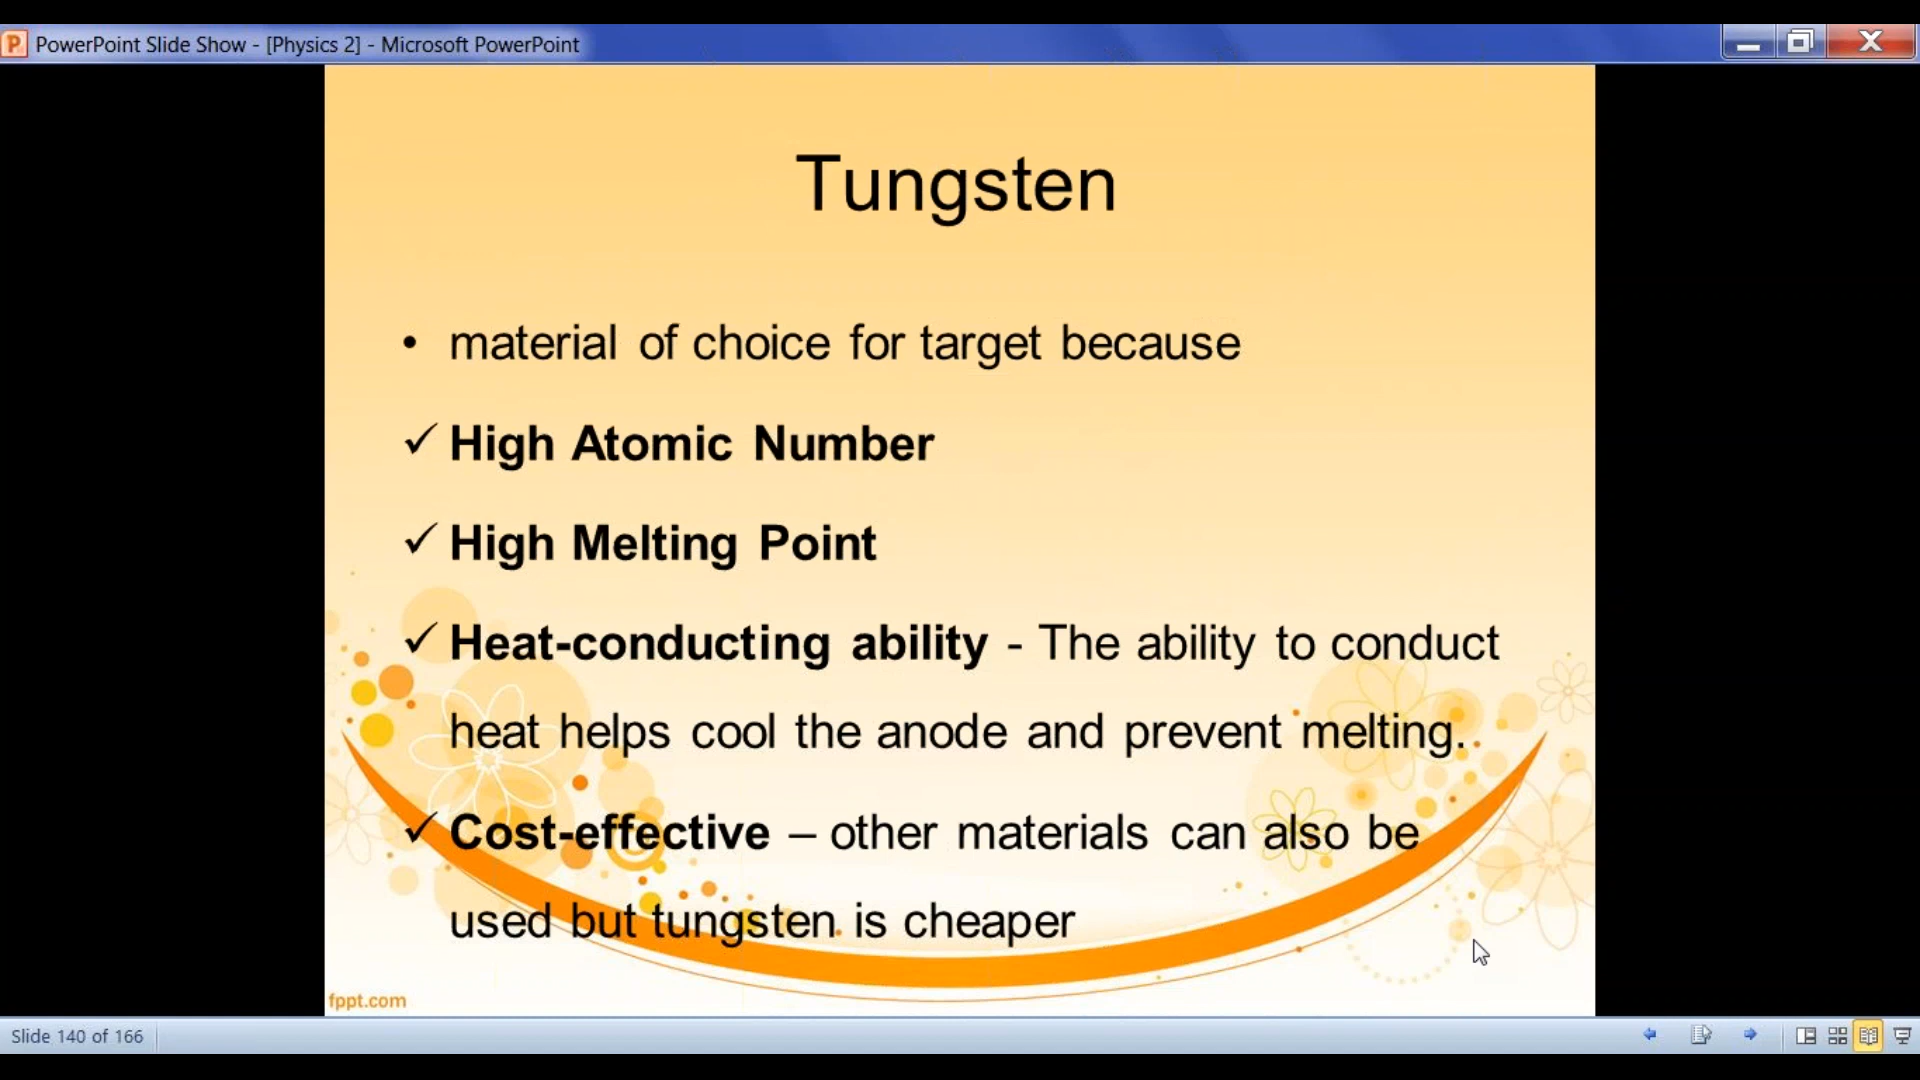 PowerPoint Slide Show - [Physics 2] - Microsoft PowerPoint
Tungsten
• material of choice for target because
✓ High Atomic Number
✓ High Melting Point
✓ Heat-conducting ability - The ability to conduct
heat helps cool the anode and prevent melting.
✓ Cost-effective – other materials can also be
used but tungsten is cheaper
fppt.com
Slide 140 of 166